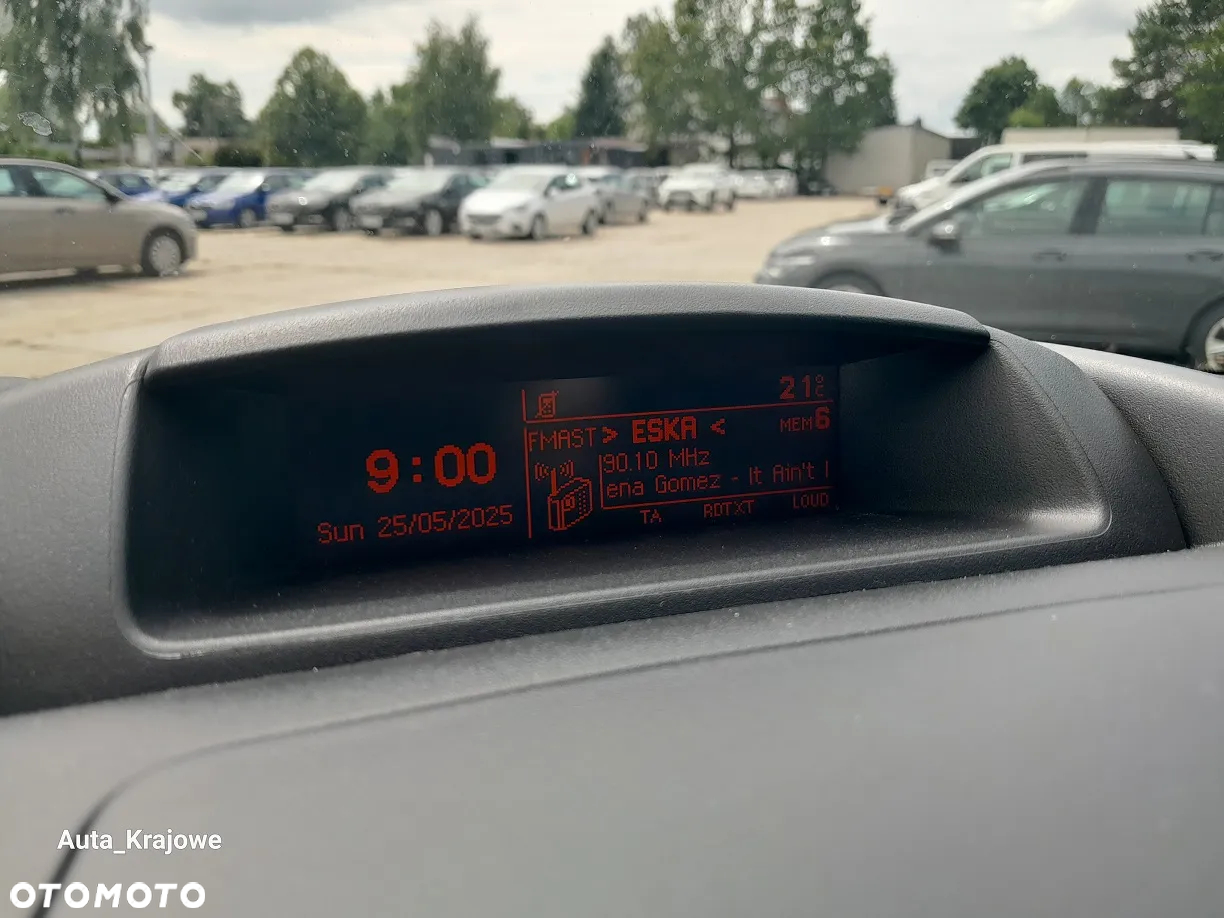 21°C
FMAST > ESKA < MEM 6
9:00
90.10 MHz
ena Gomez - It Ain't I
Sun 25/05/2025
TA RDTXT LOUD
Auta_Krajowe
OTOMOTO